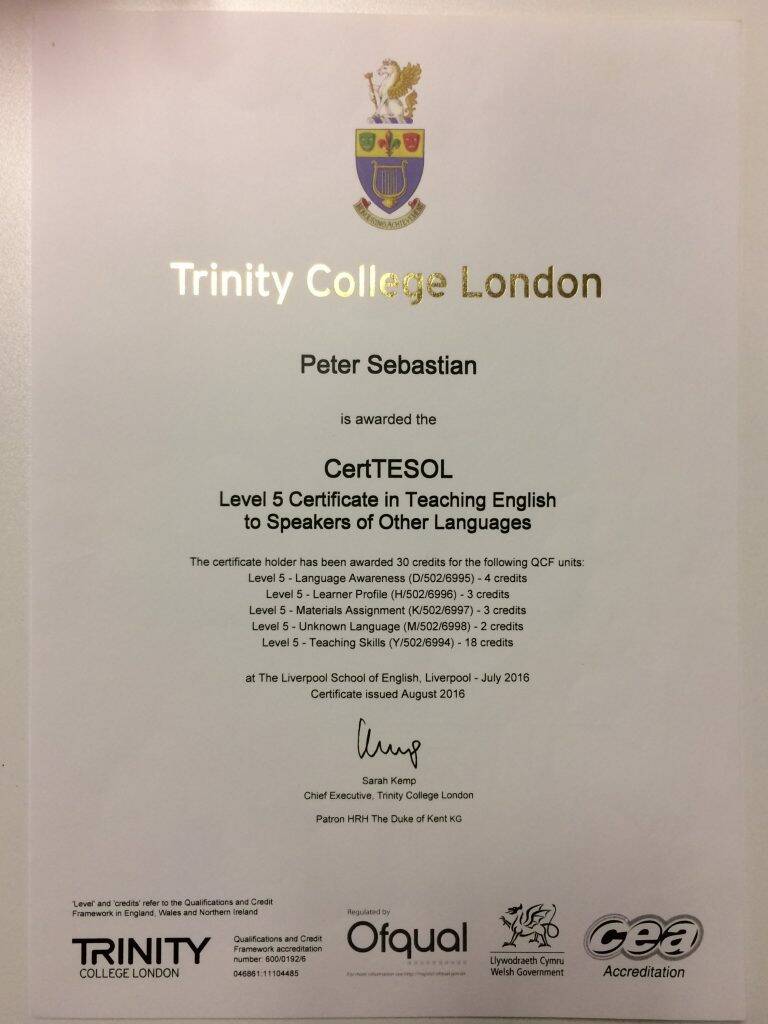 Trinity College London
Peter Sebastian
is awarded the
CertTESOL
Level 5 Certificate in Teaching English
to Speakers of Other Languages
The certificate holder has been awarded 30 credits for the following QCF units:
Level 5 - Language Awareness (D/502/6995) - 4 credits
Level 5 - Learner Profile (H/502/6996) - 3 credits
Level 5 - Materials Assignment (K/502/6997) - 3 credits
Level 5 - Unknown Language (M/502/6998) - 2 credits
Level 5 - Teaching Skills (Y/502/6994) - 18 credits
at The Liverpool School of English, Liverpool - July 2016
Certificate issued August 2016
Sarah Kemp
Chief Executive, Trinity College London
Patron HRH The Duke of Kent KG
'Level' and 'credits' refer to the Qualifications and Credit
Framework in England, Wales and Northern Ireland
TRINITY
COLLEGE LONDON
Qualifications and Credit
Framework accreditation
number: 600/0192/6
046861:11104485
Regulated by
Ofqual
For more information see
Llywodraeth Cymru
Welsh Government
cea
Accreditation